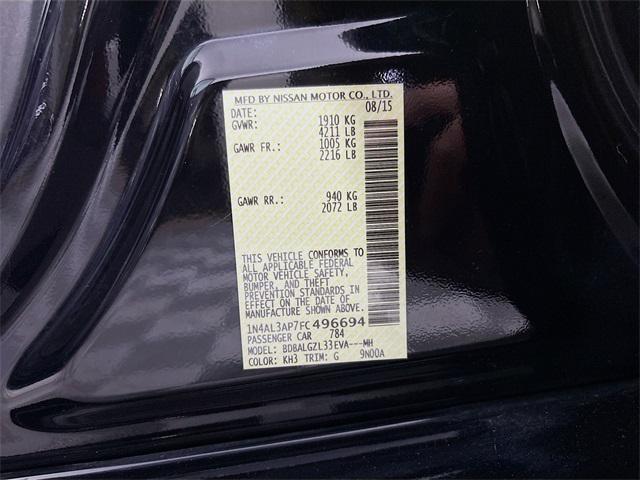 MFD BY NISSAN MOTOR CO., LTD.
DATE: 08/15
GVWR: 1910 KG
4211 LB
GAWR FR.: 1005 KG
2216 LB
GAWR RR.: 940 KG
2072 LB
THIS VEHICLE CONFORMS TO
ALL APPLICABLE FEDERAL
MOTOR VEHICLE SAFETY,
BUMPER, AND THEFT
PREVENTION STANDARDS IN
EFFECT ON THE DATE OF
MANUFACTURE SHOWN ABOVE.
1N4AL3AP7FC496694
PASSENGER CAR 784
MODEL: BDBALGZL33EVA---MH
COLOR: KH3 TRIM: G 9N00A